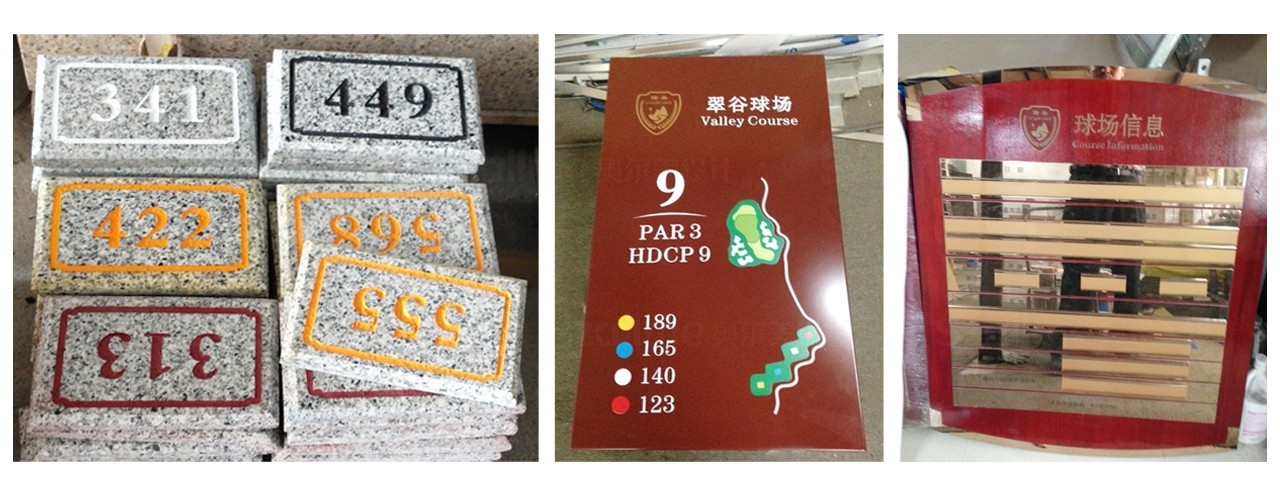 341
449
422
568
555
313
翠谷球场
Valley Course
9
PAR 3
HDCP 9
189
165
140
123
球场信息
Course Information